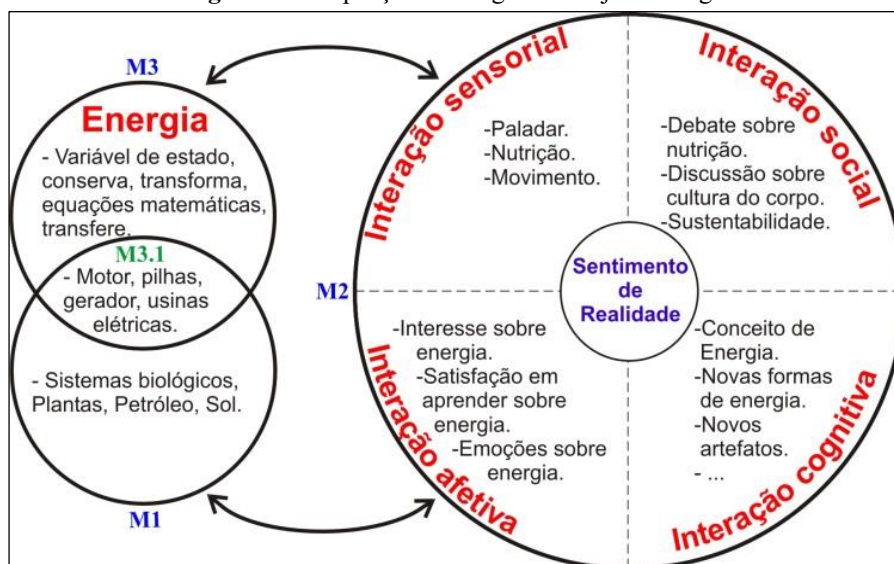 M3
Energia
- Variável de estado,
conserva, transforma,
equações matemáticas,
transfere.
M3.1
- Motor, pilhas,
gerador, usinas
elétricas.
- Sistemas biológicos,
Plantas, Petróleo, Sol.
M1
M2
Interação sensorial
-Paladar.
-Nutrição.
-Movimento.
Interação social
-Debate sobre
nutrição.
-Discussão sobre
cultura do corpo.
-Sustentabilidade.
Sentimento
de
Realidade
-Interesse sobre
energia.
-Satisfação em
aprender sobre
energia.
-Emoções sobre
energia.
Interação afetiva
-Conceito de
Energia.
-Novas formas
de energia.
-Novos
artefatos.
- ...
Interação cognitiva